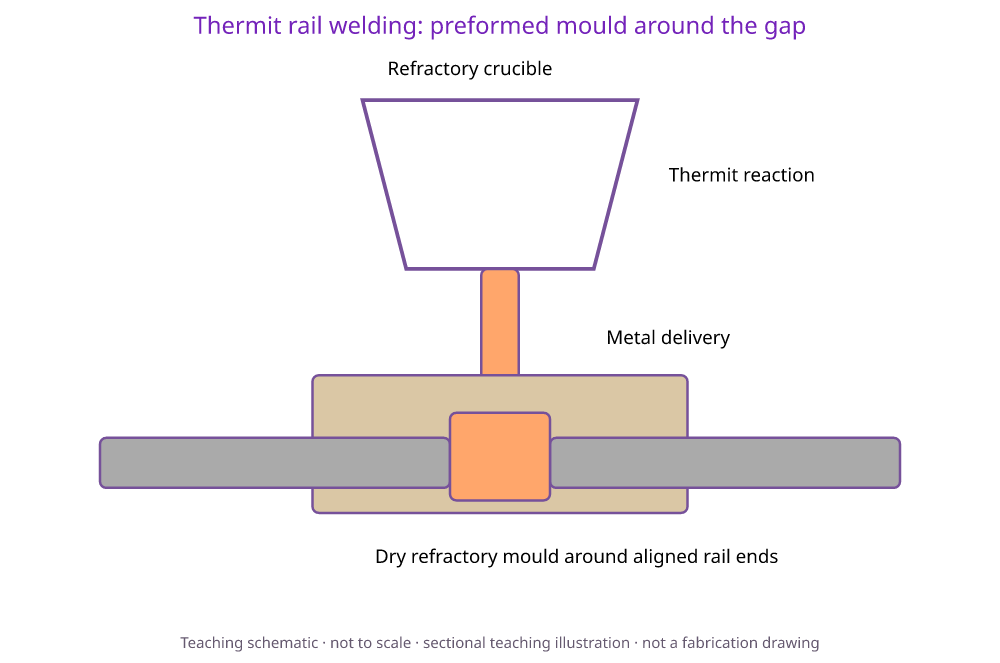 Thermit rail welding: preformed mould around the gap
Refractory crucible
Thermit reaction
Metal delivery
Dry refractory mould around aligned rail ends
Teaching schematic · not to scale · sectional teaching illustration · not a fabrication drawing